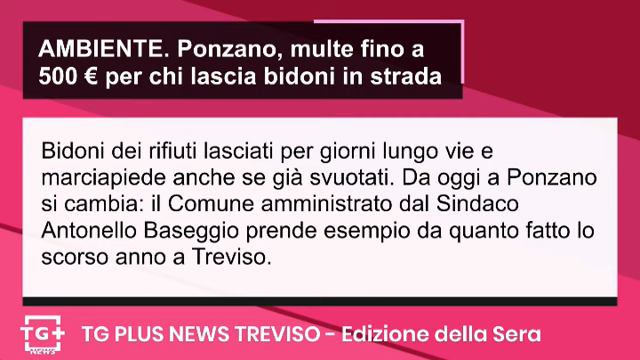 AMBIENTE. Ponzano, multe fino a
500 € per chi lascia bidoni in strada
Bidoni dei rifiuti lasciati per giorni lungo vie e
marciapiede anche se già svuotati. Da oggi a Ponzano
si cambia: il Comune amministrato dal Sindaco
Antonello Baseggio prende esempio da quanto fatto lo
scorso anno a Treviso.
TG+
NEWS
TG PLUS NEWS TREVISO - Edizione della Sera